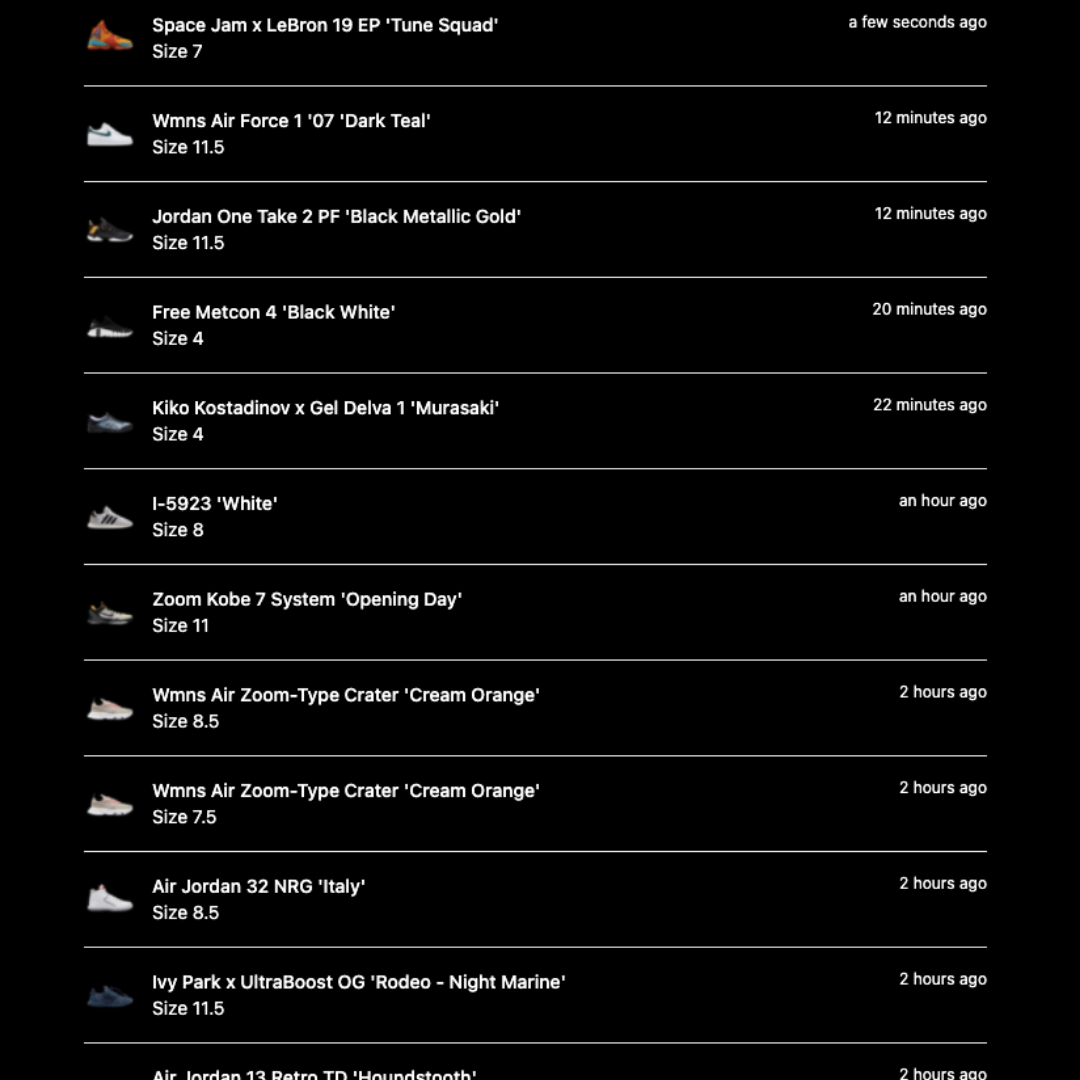 Space Jam x LeBron 19 EP 'Tune Squad'
a few seconds ago
Size 7
Wmns Air Force 1 '07 'Dark Teal'
12 minutes ago
Size 11.5
Jordan One Take 2 PF 'Black Metallic Gold'
12 minutes ago
Size 11.5
Free Metcon 4 'Black White'
20 minutes ago
Size 4
Kiko Kostadinov x Gel Delva 1 'Murasaki'
22 minutes ago
Size 4
I-5923 'White'
an hour ago
Size 8
Zoom Kobe 7 System 'Opening Day'
an hour ago
Size 11
Wmns Air Zoom-Type Crater 'Cream Orange'
2 hours ago
Size 8.5
Wmns Air Zoom-Type Crater 'Cream Orange'
2 hours ago
Size 7.5
Air Jordan 32 NRG 'Italy'
2 hours ago
Size 8.5
Ivy Park x UltraBoost OG 'Rodeo - Night Marine'
2 hours ago
Size 11.5
Air Jordan 13 Retro TD 'Houndstooth'
2 hours ago